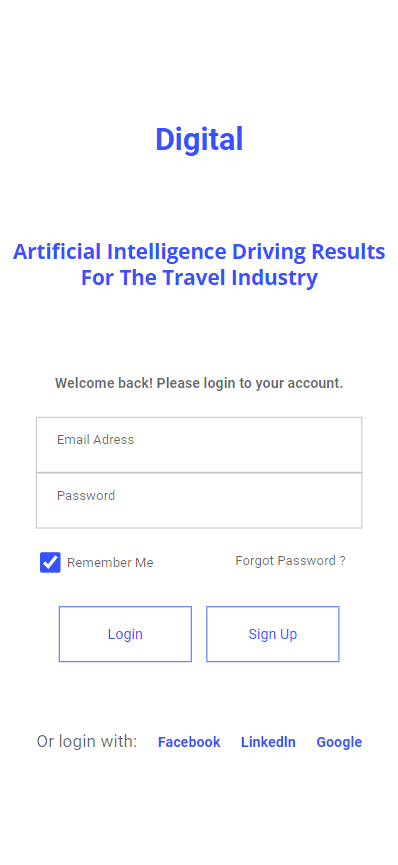 Digital
Artificial Intelligence Driving Results
For The Travel Industry
Welcome back! Please login to your account.
Email Adress
Password
Remember Me
Forgot Password ?
Login
Sign Up
Or login with:
Facebook
LinkedIn
Google